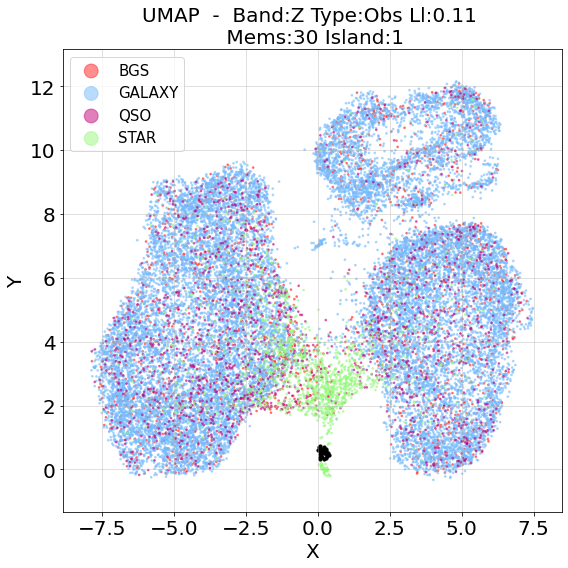 UMAP - Band:Z Type:Obs Ll:0.11
Mems:30 Island:1
BGS
GALAXY
QSO
STAR
12
10
8
6
4
2
0
Y
−7.5 −5.0 −2.5 0.0 2.5 5.0 7.5
X